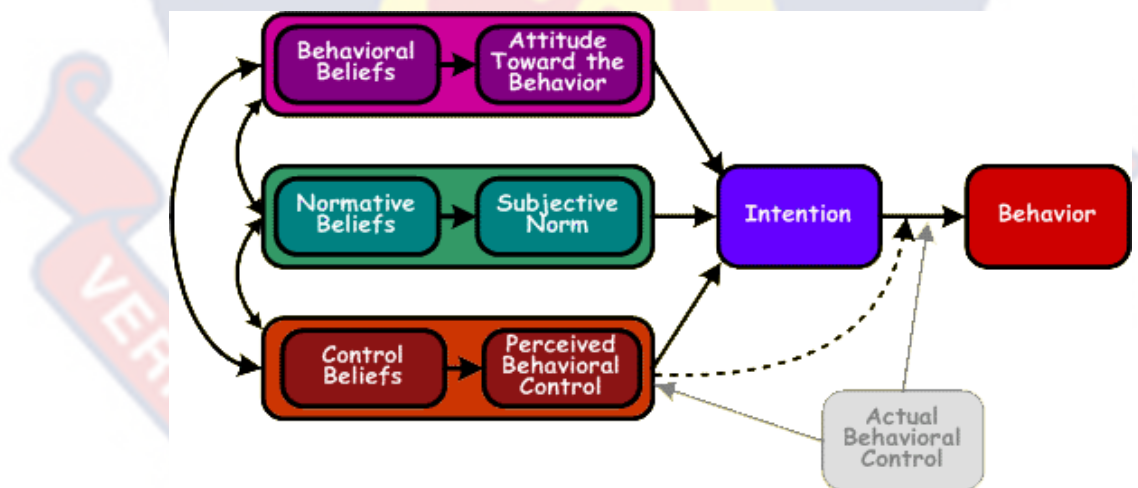 Behavioral
Beliefs
Attitude
Toward the
Behavior
Normative
Beliefs
Subjective
Norm
Intention
Behavior
Control
Beliefs
Perceived
Behavioral
Control
Actual
Behavioral
Control